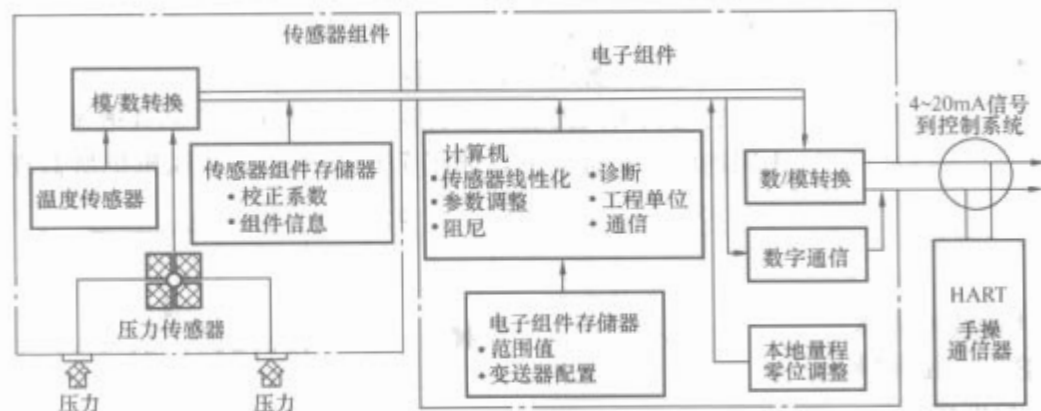 传感器组件
模/数转换
温度传感器
传感器组件存储器
•校正系数
•组件信息
压力传感器
压力
压力
电子组件
计算机
•传感器线性化
•参数调整
•阻尼
•诊断
•工程单位
•通信
电子组件存储器
•范围值
•变送器配置
数/模转换
数字通信
本地量程
零位调整
4~20mA信号
到控制系统
HART
手操
通信器